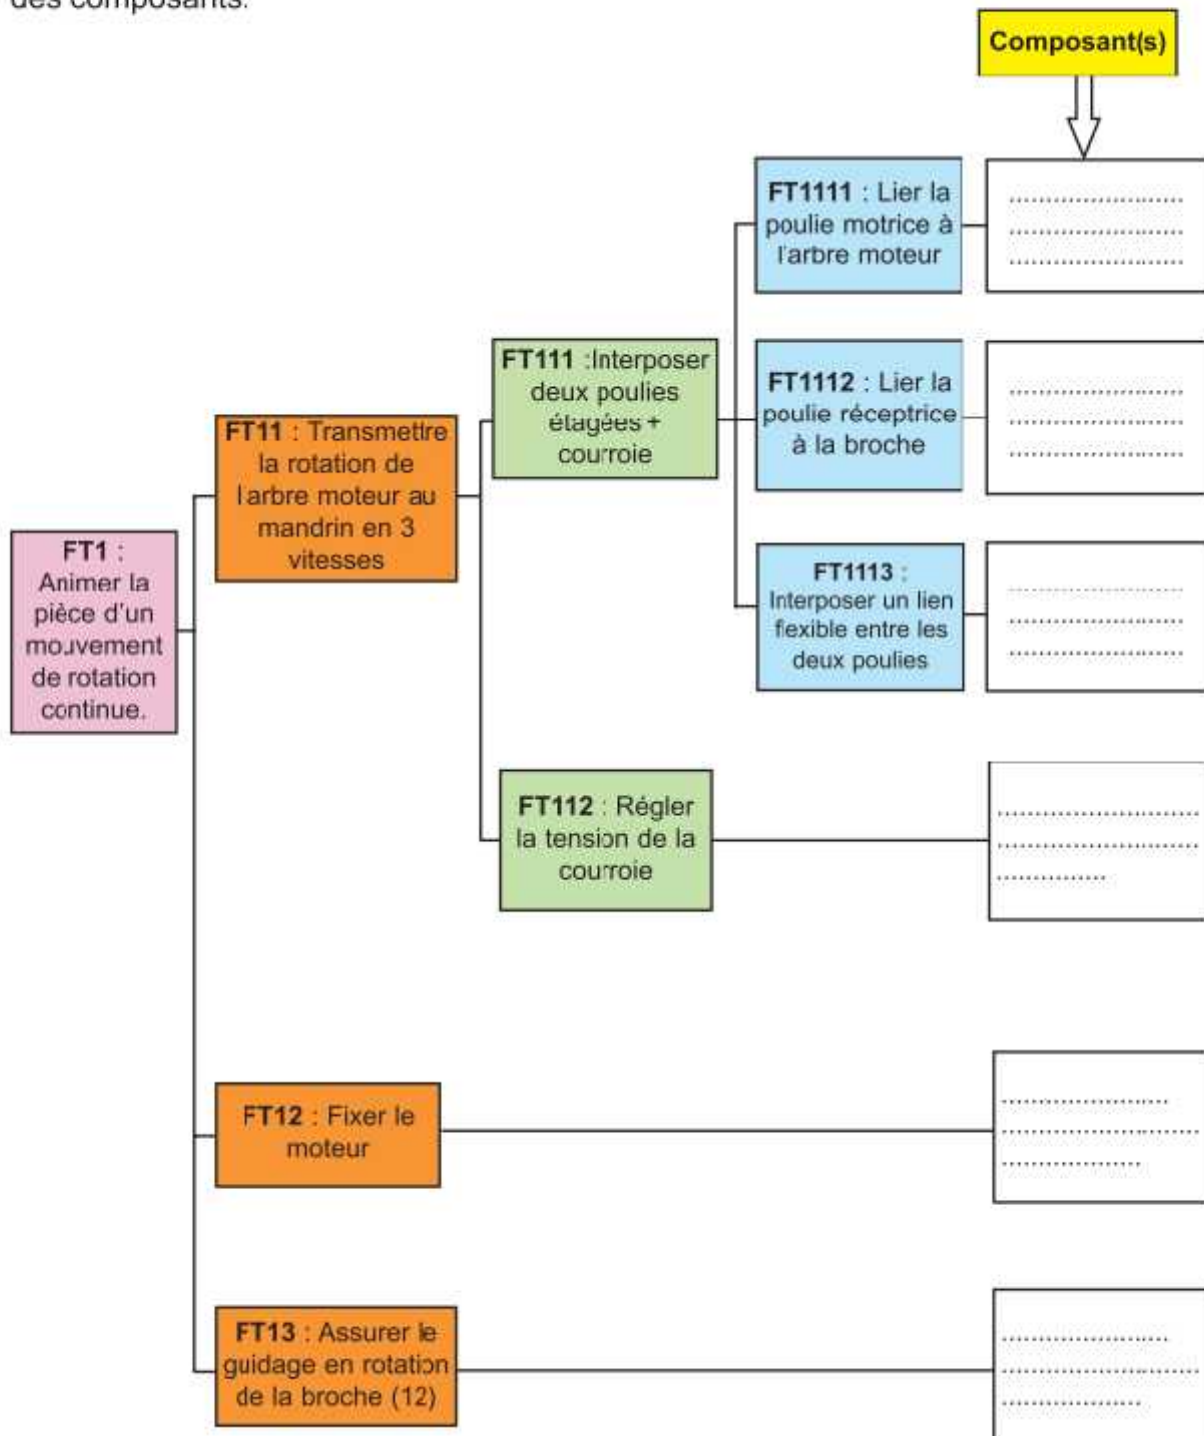 des composants.
Composant(s)
FT1111 : Lier la
poulie motrice à
l'arbre moteur
.........................
.........................
.........................
FT111 :Interposer
deux poulies
étagées +
courroie
FT1112 : Lier la
poulie réceptrice
à la broche
.........................
.........................
.........................
FT11 : Transmettre
la rotation de
l'arbre moteur au
mandrin en 3
vitesses
FT1 :
Animer la
pièce d'un
mouvement
de rotation
continue.
FT1113 :
Interposer un lien
flexible entre les
deux poulies
.........................
.........................
.........................
FT112 : Régler
la tension de la
courroie
.............................
.............................
................
FT12 : Fixer le
moteur
........................
.............................
....................
FT13 : Assurer le
guidage en rotation
de la broche (12)
........................
.............................
....................